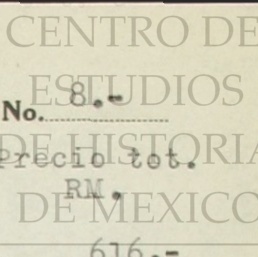 CENTRO DE
ESTUDIOS
No. 8.-
DE HISTORIA
Precio tot.
RM.
DE MEXICO
616.-